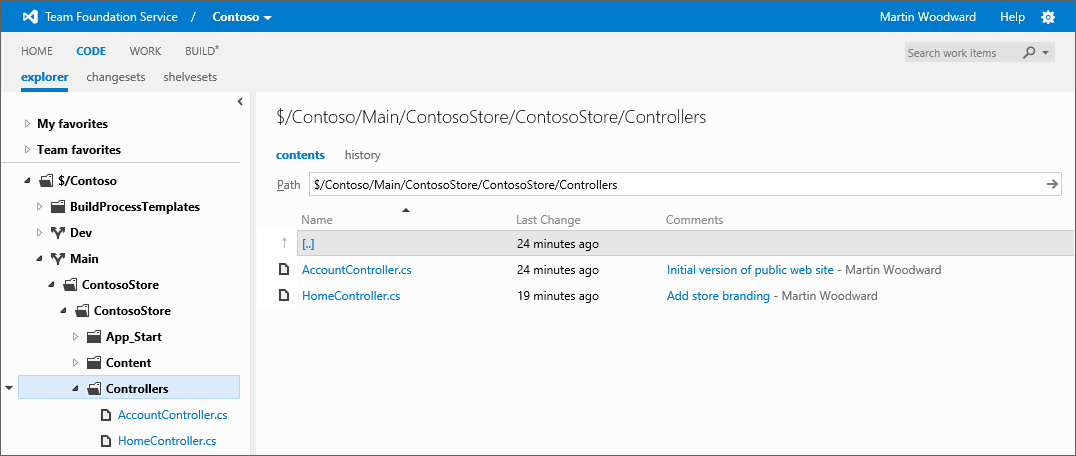 Team Foundation Service / Contoso Martin Woodward Help
HOME CODE WORK BUILD* Search work items
explorer changesets shelvesets
My favorites
Team favorites
$/Contoso
BuildProcessTemplates
Dev
Main
ContosoStore
ContosoStore
App_Start
Content
Controllers
AccountController.cs
HomeController.cs
$/Contoso/Main/ContosoStore/ContosoStore/Controllers
contents history
Path $/Contoso/Main/ContosoStore/ContosoStore/Controllers
Name Last Change Comments
[..] 24 minutes ago
AccountController.cs 24 minutes ago Initial version of public web site - Martin Woodward
HomeController.cs 19 minutes ago Add store branding - Martin Woodward